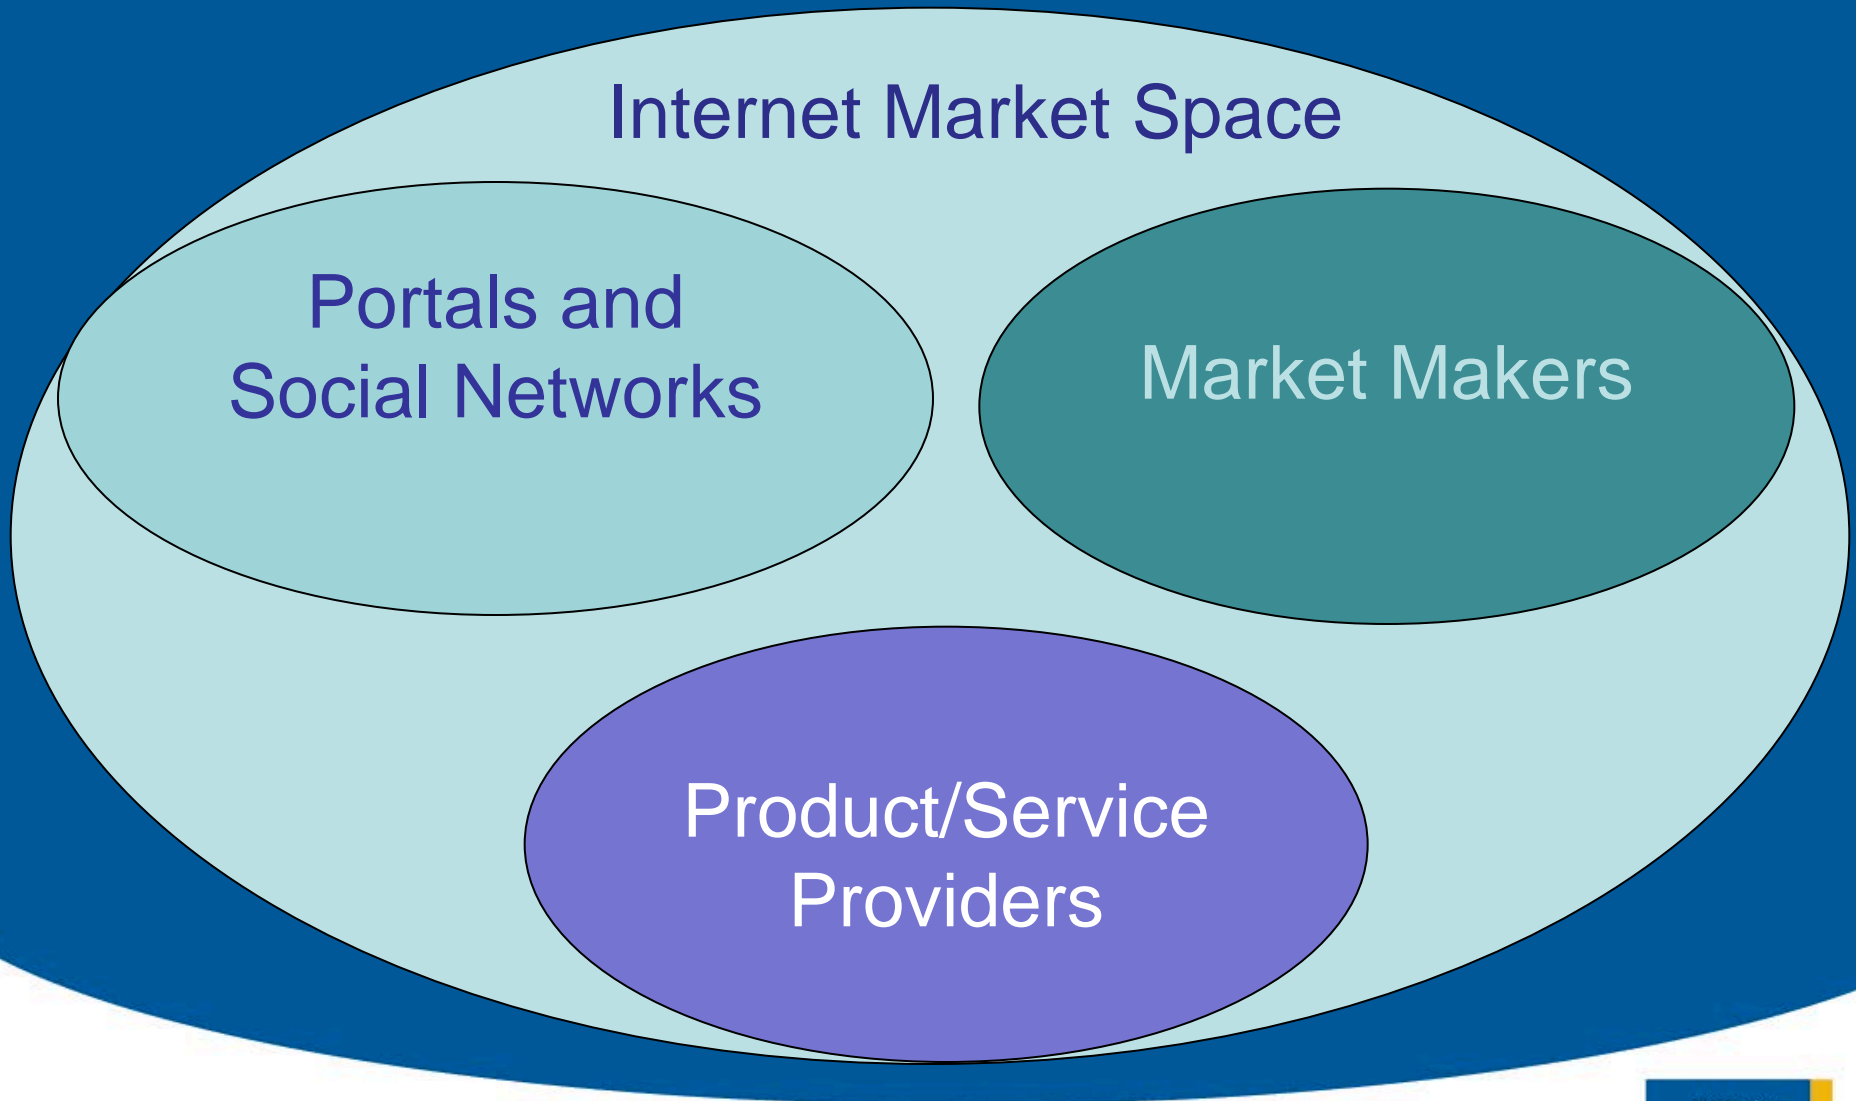 Internet Market Space
Portals and
Social Networks
Market Makers
Product/Service
Providers